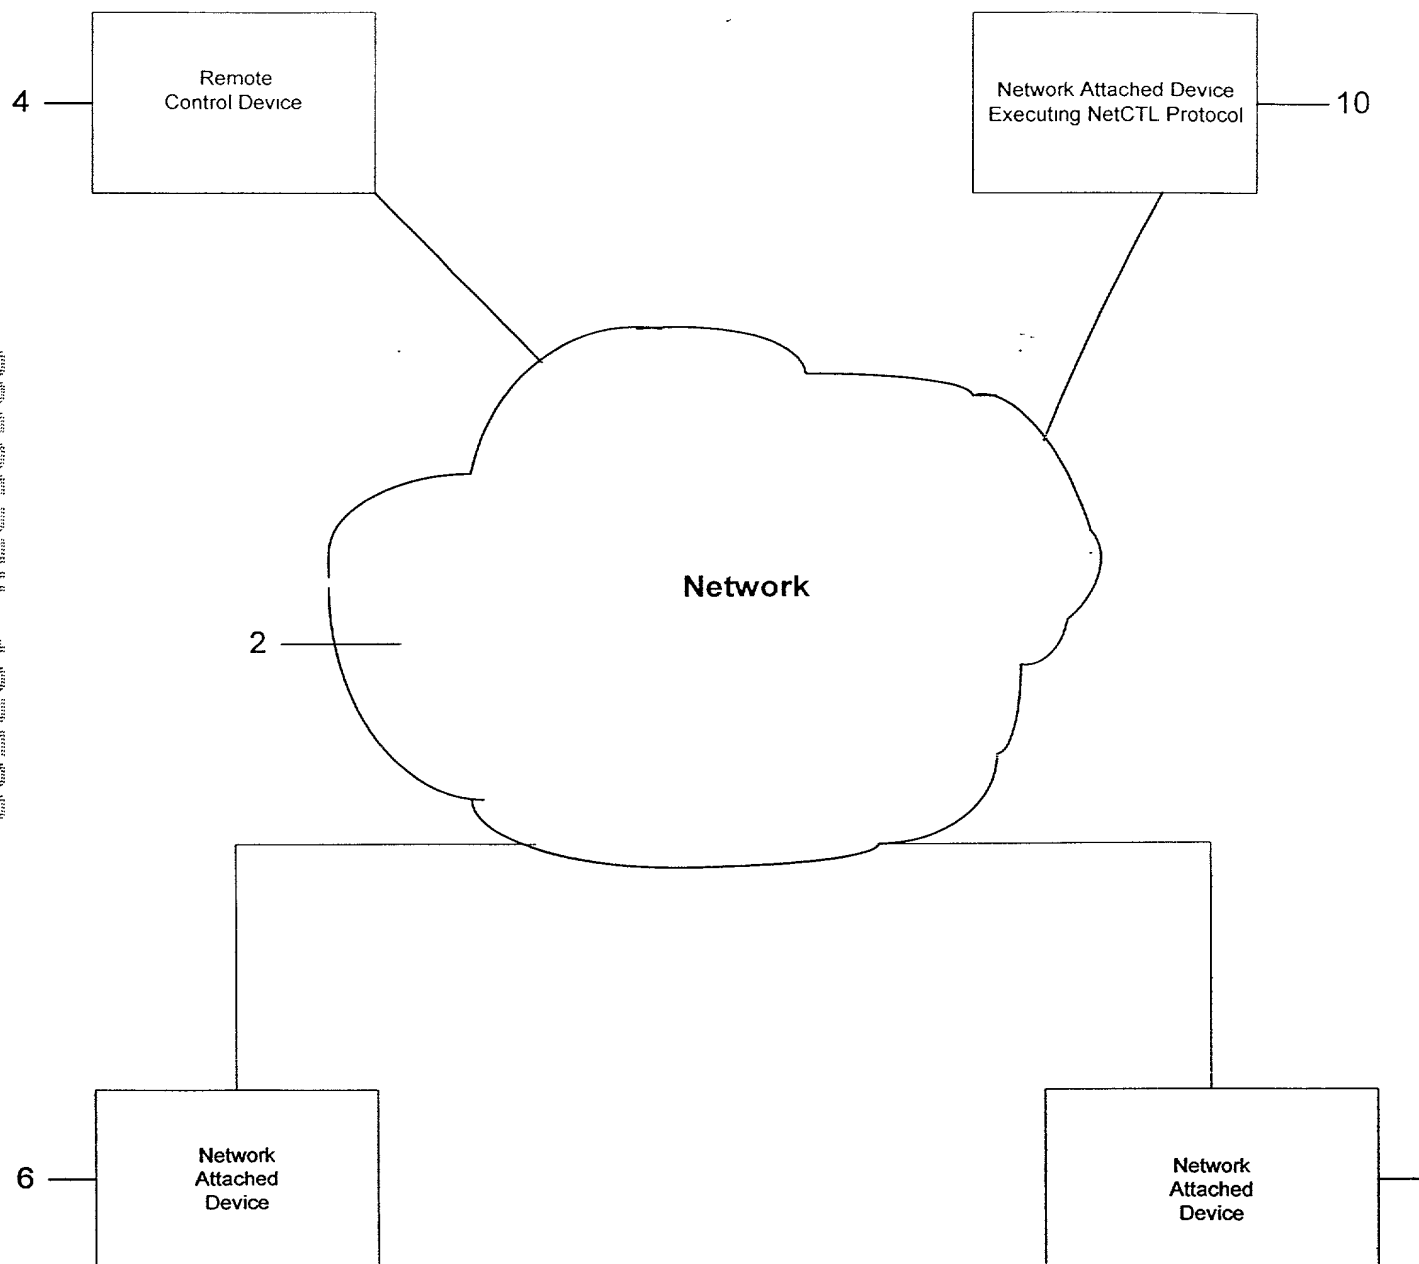 Remote
Control Device
4
Network Attached Device
Executing NetCTL Protocol
10
Network
2
Network
Attached
Device
6
Network
Attached
Device